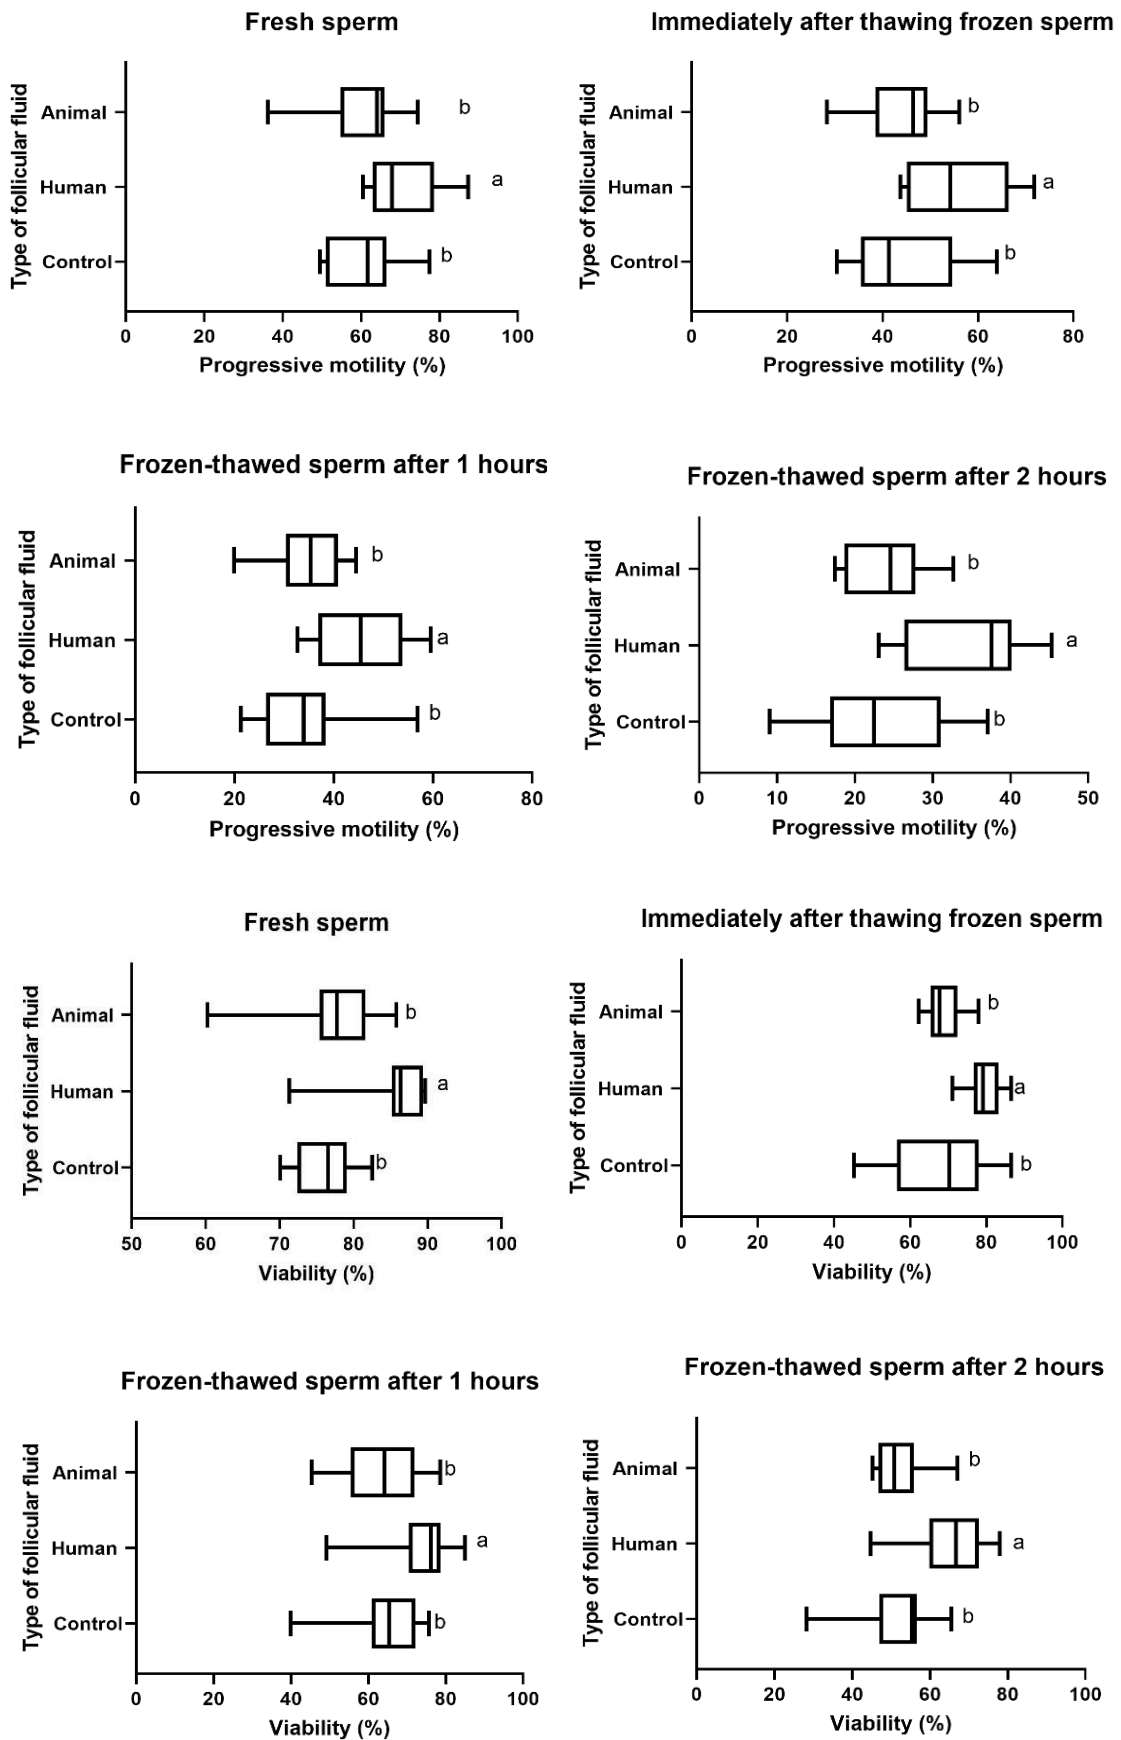 Fresh sperm
Type of follicular fluid
Animal
b
Human
a
Control
b
0 20 40 60 80 100
Progressive motility (%)
Immediately after thawing frozen sperm
Type of follicular fluid
Animal
b
Human
a
Control
b
0 20 40 60 80
Progressive motility (%)
Frozen-thawed sperm after 1 hours
Type of follicular fluid
Animal
b
Human
a
Control
b
0 20 40 60 80
Progressive motility (%)
Frozen-thawed sperm after 2 hours
Type of follicular fluid
Animal
b
Human
a
Control
b
0 10 20 30 40 50
Progressive motility (%)
Fresh sperm
Type of follicular fluid
Animal
b
Human
a
Control
b
50 60 70 80 90 100
Viability (%)
Immediately after thawing frozen sperm
Type of follicular fluid
Animal
b
Human
a
Control
b
0 20 40 60 80 100
Viability (%)
Frozen-thawed sperm after 1 hours
Type of follicular fluid
Animal
b
Human
a
Control
b
0 20 40 60 80 100
Viability (%)
Frozen-thawed sperm after 2 hours
Type of follicular fluid
Animal
b
Human
a
Control
b
0 20 40 60 80 100
Viability (%)